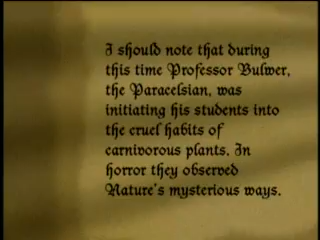 I should note that during
this time Professor Bulwer,
the Paracelsian, was
initiating his students into
the cruel habits of
carnivorous plants. In
horror they observed
Nature's mysterious ways.